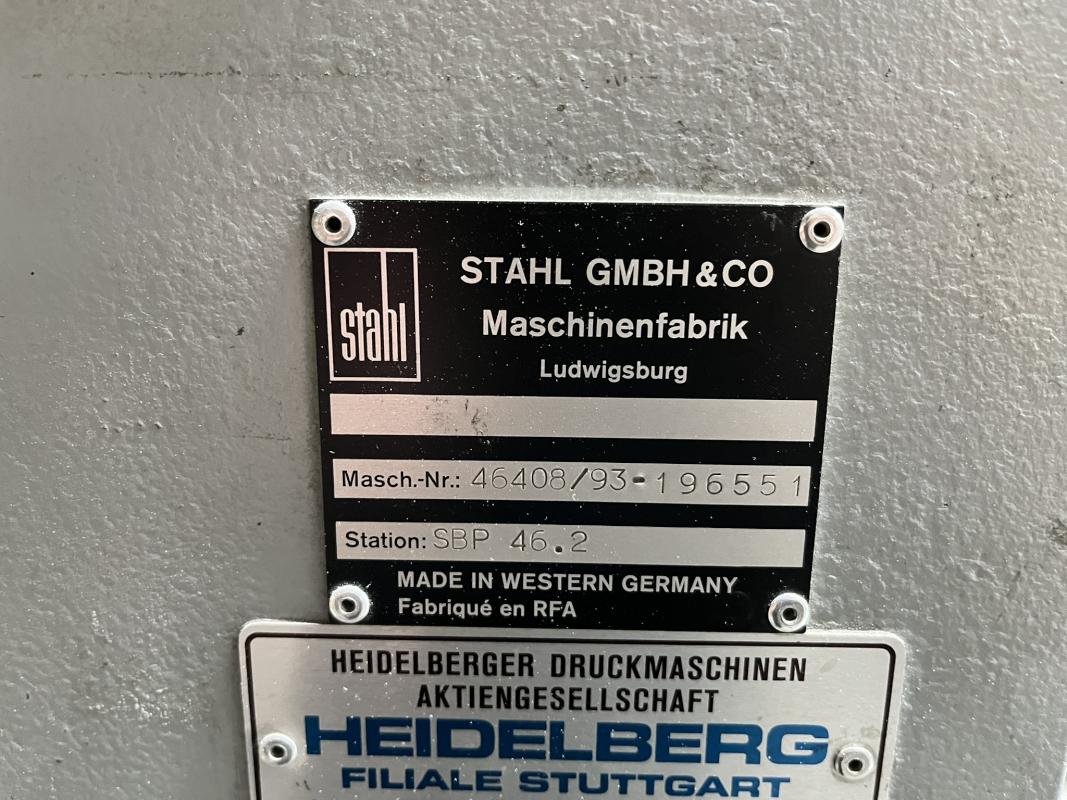 stahl
STAHL GMBH & CO
Maschinenfabrik
Ludwigsburg
Masch.-Nr.: 46408/93-196551
Station: SBP 46.2
MADE IN WESTERN GERMANY
Fabriqué en RFA
HEIDELBERGER DRUCKMASCHINEN
AKTIENGESELLSCHAFT
HEIDELBERG
FILIALE STUTTGART